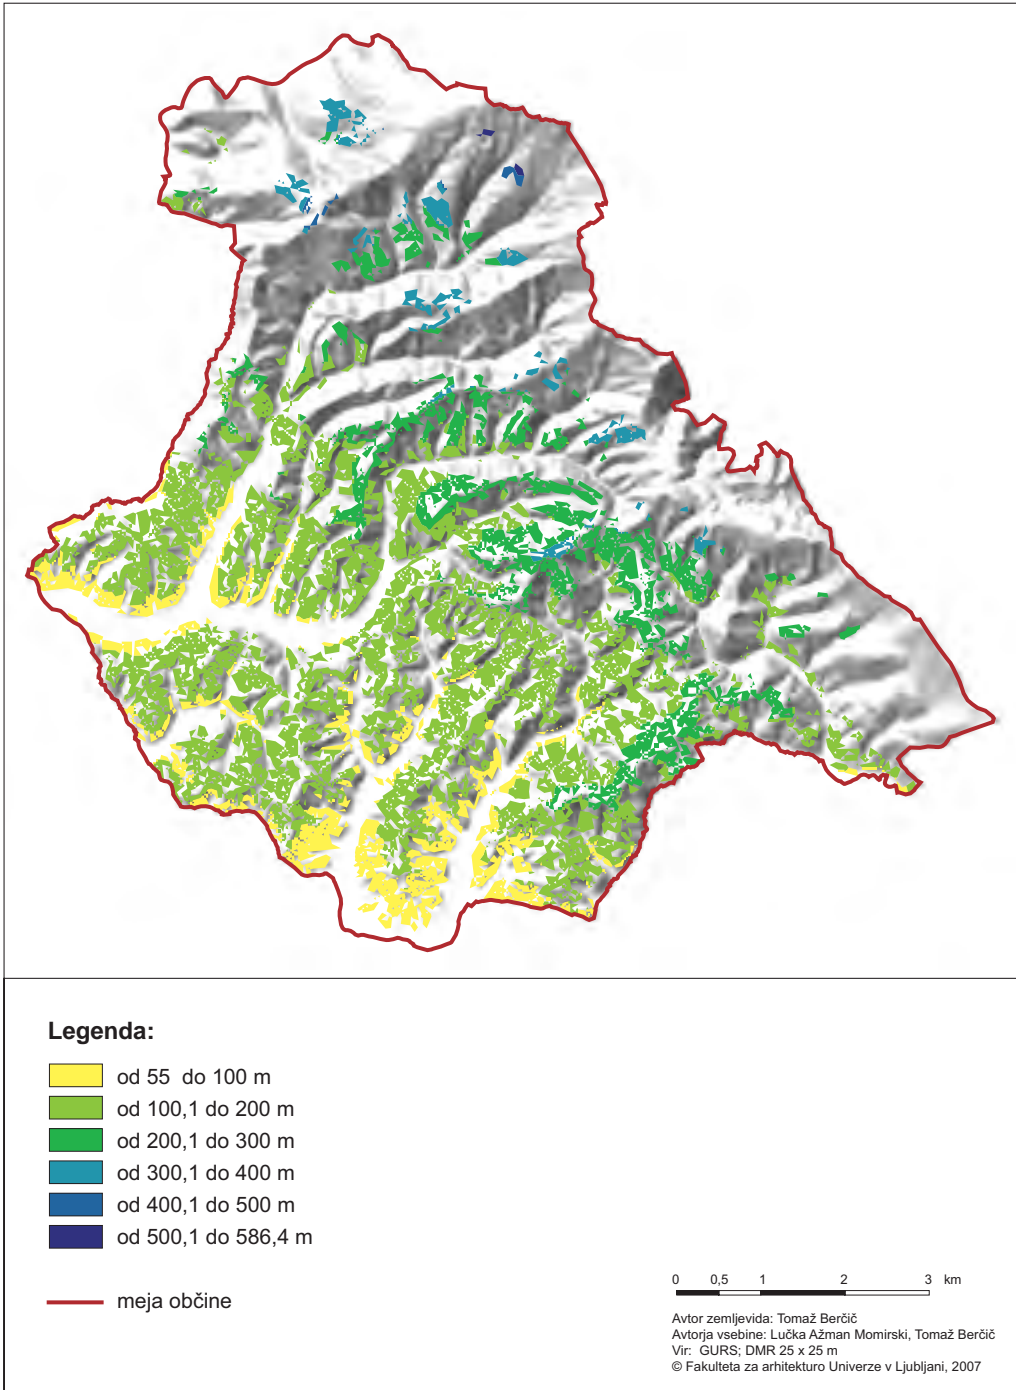 Legenda:
od 55 do 100 m
od 100,1 do 200 m
od 200,1 do 300 m
od 300,1 do 400 m
od 400,1 do 500 m
od 500,1 do 586,4 m
meja občine
0 0,5 1 2 3 km
Avtor zemljevida: Tomaž Berčič
Avtorja vsebine: Lučka Ažman Momirski, Tomaž Berčič
Vir: GURS; DMR 25 x 25 m
© Fakulteta za arhitekturo Univerze v Ljubljani, 2007